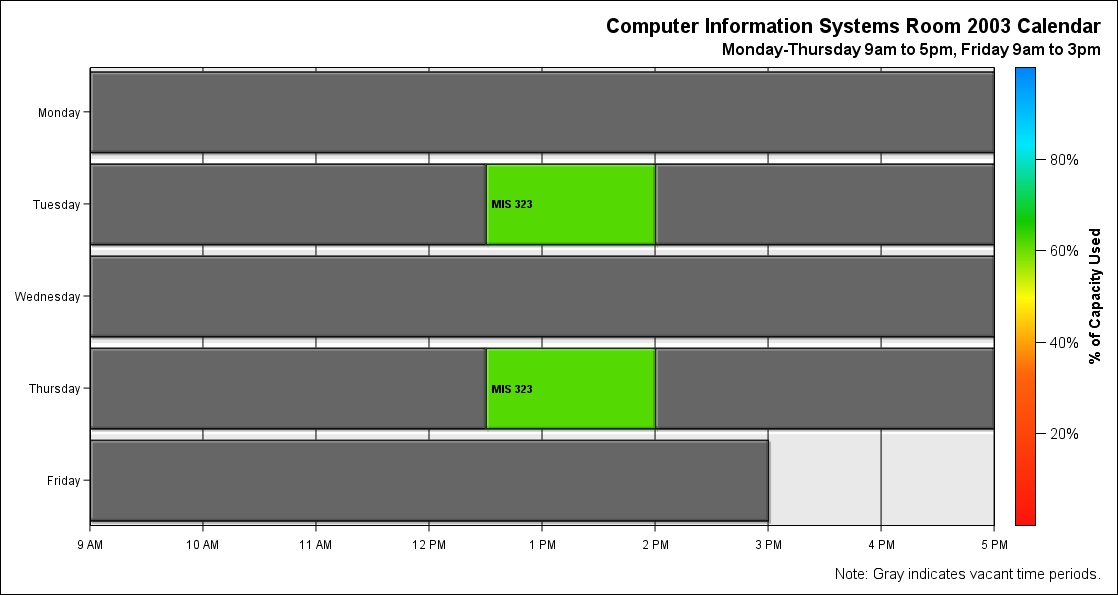 Computer Information Systems Room 2003 Calendar
Monday-Thursday 9am to 5pm, Friday 9am to 3pm
Monday
Tuesday
MIS 323
Wednesday
Thursday
MIS 323
Friday
9 AM 10 AM 11 AM 12 PM 1 PM 2 PM 3 PM 4 PM 5 PM
80%
60%
40%
20%
% of Capacity Used
Note: Gray indicates vacant time periods.